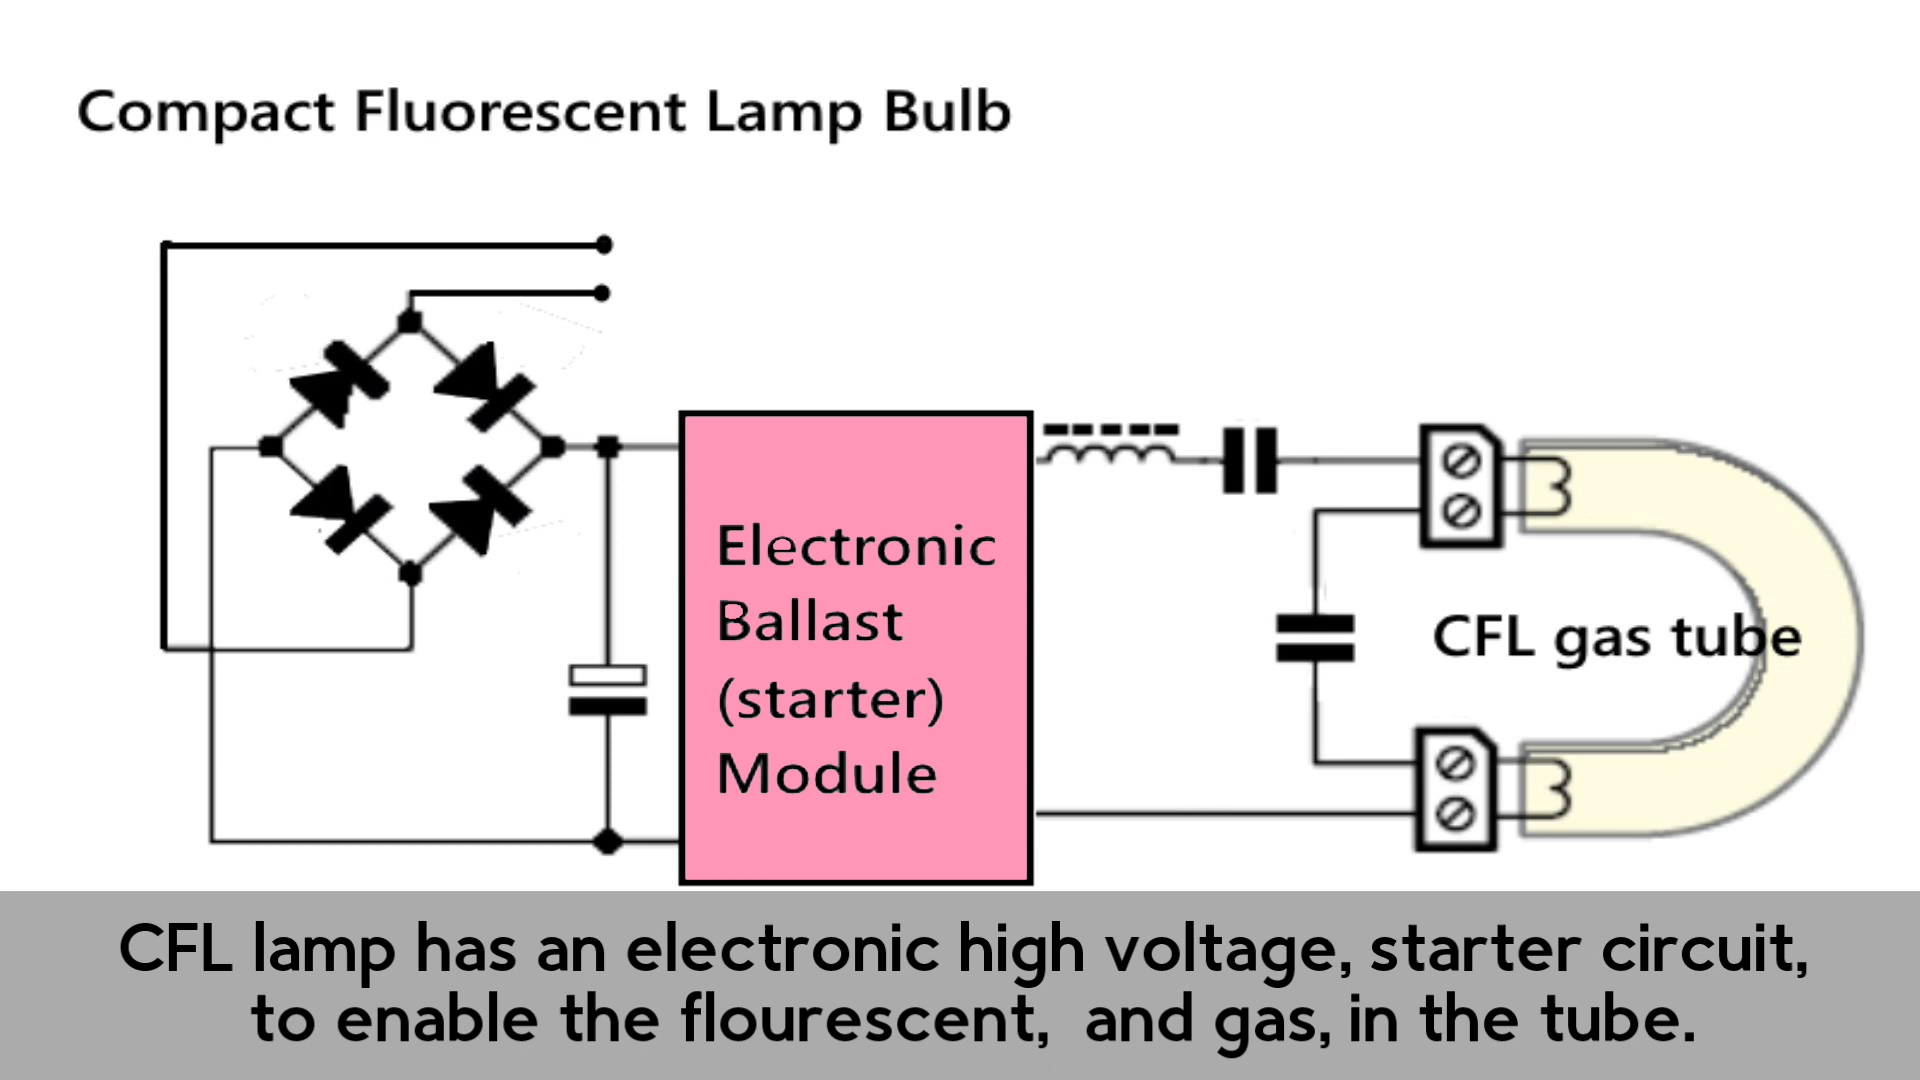 Compact Fluorescent Lamp Bulb
Electronic
Ballast
(starter)
Module
CFL gas tube
CFL lamp has an electronic high voltage, starter circuit,
to enable the flourescent, and gas, in the tube.